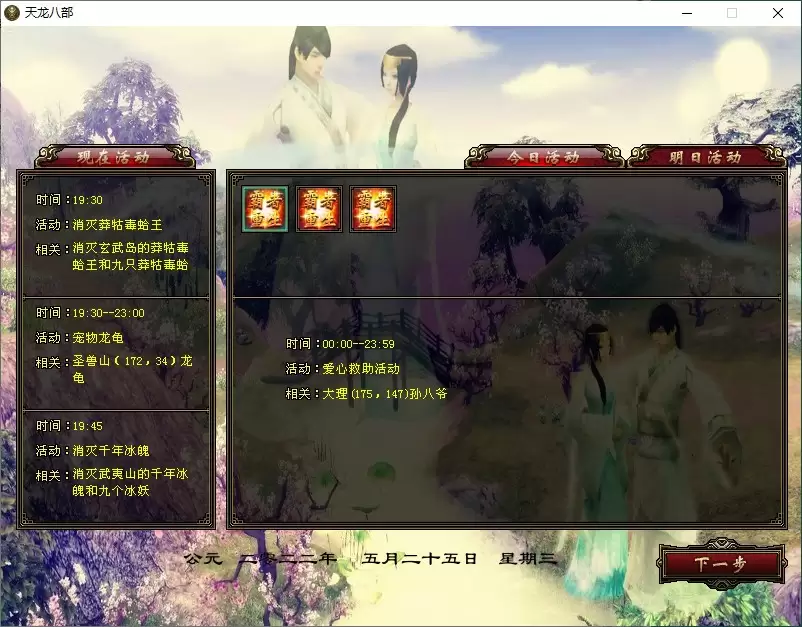 天龙八部
现在活动
今日活动
明日活动
时间：19:30
活动：消灭莽牯毒蛤王
相关：消灭玄武岛的莽牯毒
蛤王和九只莽牯毒蛤
时间：19:30--23:00
活动：宠物龙龟
相关：圣兽山（172，34）龙
龟
时间：19:45
活动：消灭千年冰魄
相关：消灭武夷山的千年冰
魄和九个冰妖
霸者
霸者
霸者
时间：00:00--23:59
活动：爱心救助活动
相关：大理(175，147)孙八爷
公元 二零二二年 五月二十五日 星期三
下一步